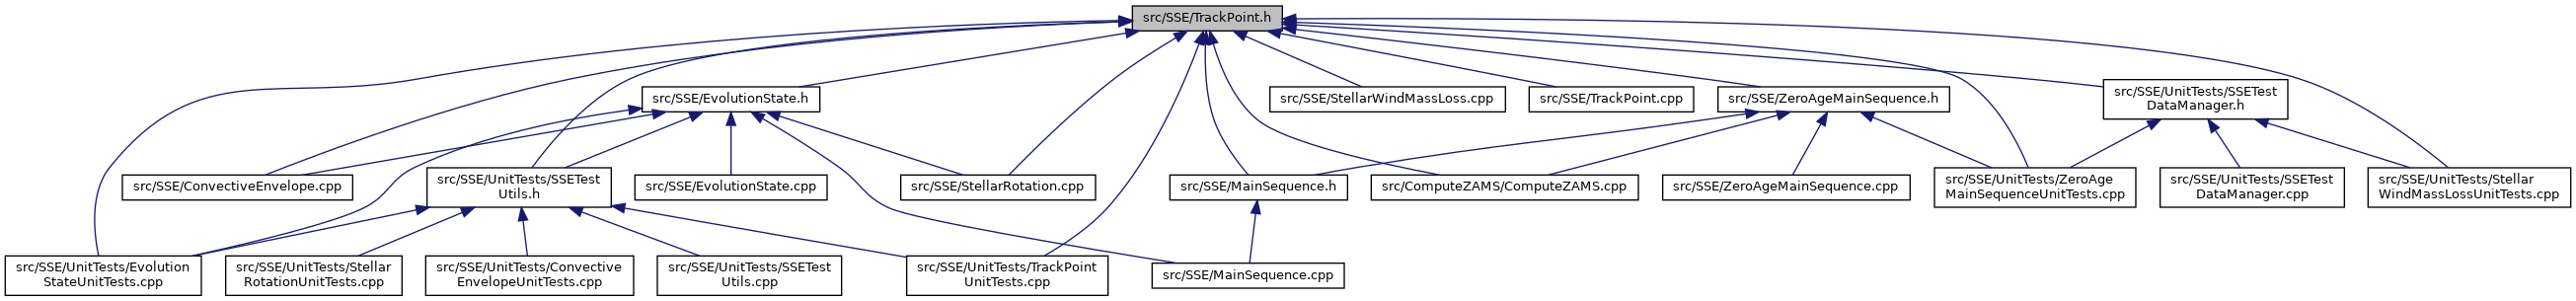 src/SSE/TrackPoint.h
src/SSE/EvolutionState.h
src/SSE/StellarWindMassLoss.cpp
src/SSE/TrackPoint.cpp
src/SSE/ZeroAgeMainSequence.h
src/SSE/UnitTests/SSETest
DataManager.h
src/SSE/ConvectiveEnvelope.cpp
src/SSE/UnitTests/SSETest
Utils.h
src/SSE/EvolutionState.cpp
src/SSE/StellarRotation.cpp
src/SSE/MainSequence.h
src/ComputeZAMS/ComputeZAMS.cpp
src/SSE/ZeroAgeMainSequence.cpp
src/SSE/UnitTests/ZeroAge
MainSequenceUnitTests.cpp
src/SSE/UnitTests/SSETest
DataManager.cpp
src/SSE/UnitTests/Stellar
WindMassLossUnitTests.cpp
src/SSE/UnitTests/Evolution
StateUnitTests.cpp
src/SSE/UnitTests/Stellar
RotationUnitTests.cpp
src/SSE/UnitTests/Convective
EnvelopeUnitTests.cpp
src/SSE/UnitTests/SSETest
Utils.cpp
src/SSE/UnitTests/TrackPoint
UnitTests.cpp
src/SSE/MainSequence.cpp